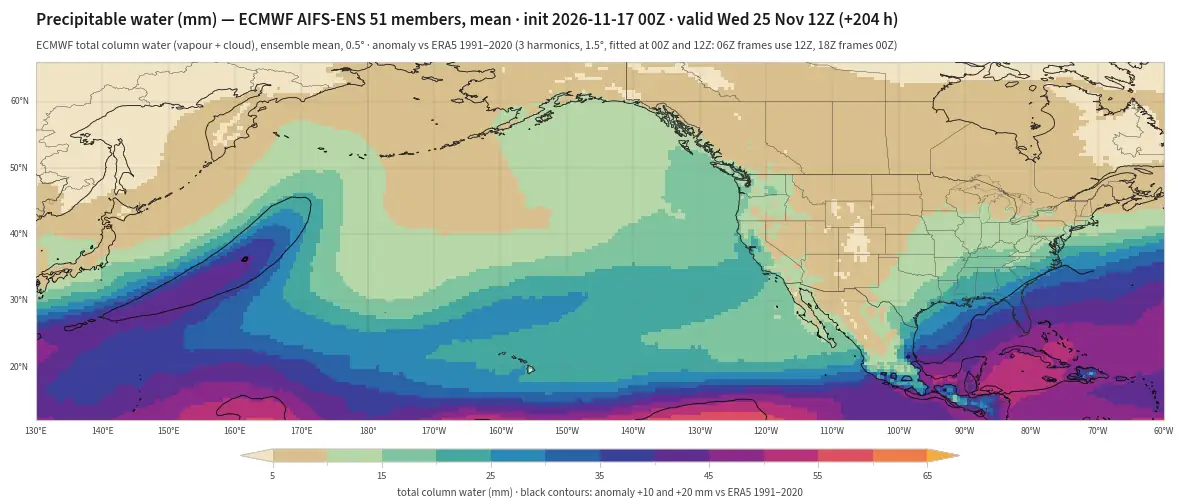 Precipitable water (mm) — ECMWF AIFS-ENS 51 members, mean · init 2026-11-17 00Z · valid Wed 25 Nov 12Z (+204 h)
ECMWF total column water (vapour + cloud), ensemble mean, 0.5° · anomaly vs ERA5 1991–2020 (3 harmonics, 1.5°, fitted at 00Z and 12Z: 06Z frames use 12Z, 18Z frames 00Z)
60°N
50°N
40°N
30°N
20°N
130°E 140°E 150°E 160°E 170°E 180° 170°W 160°W 150°W 140°W 130°W 120°W 110°W 100°W 90°W 80°W 70°W 60°W
5 15 25 35 45 55 65
total column water (mm) · black contours: anomaly +10 and +20 mm vs ERA5 1991–2020